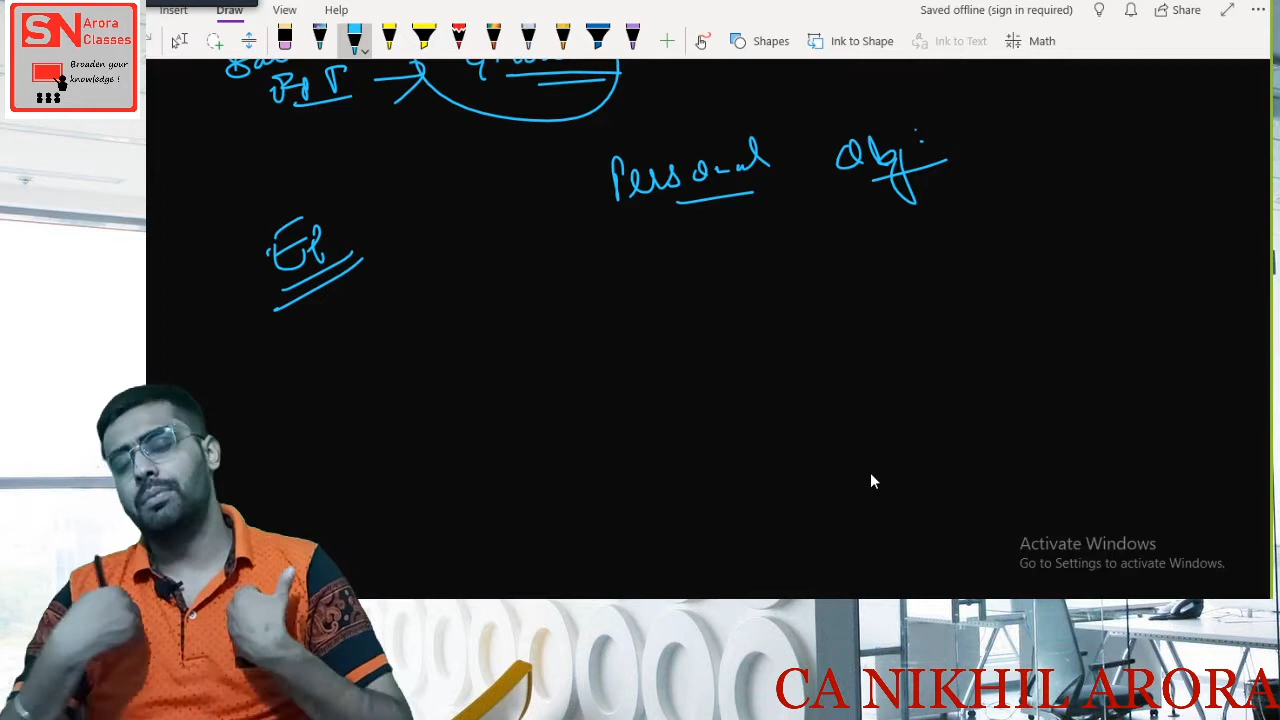 SN Arora Classes
Broaden your knowledge !
Insert Draw View Help
Saved offline (sign in required) Share
Shapes Ink to Shape Ink to Text Math
Personal Obj:
Activate Windows
Go to Settings to activate Windows.
CA NIKHIL ARORA